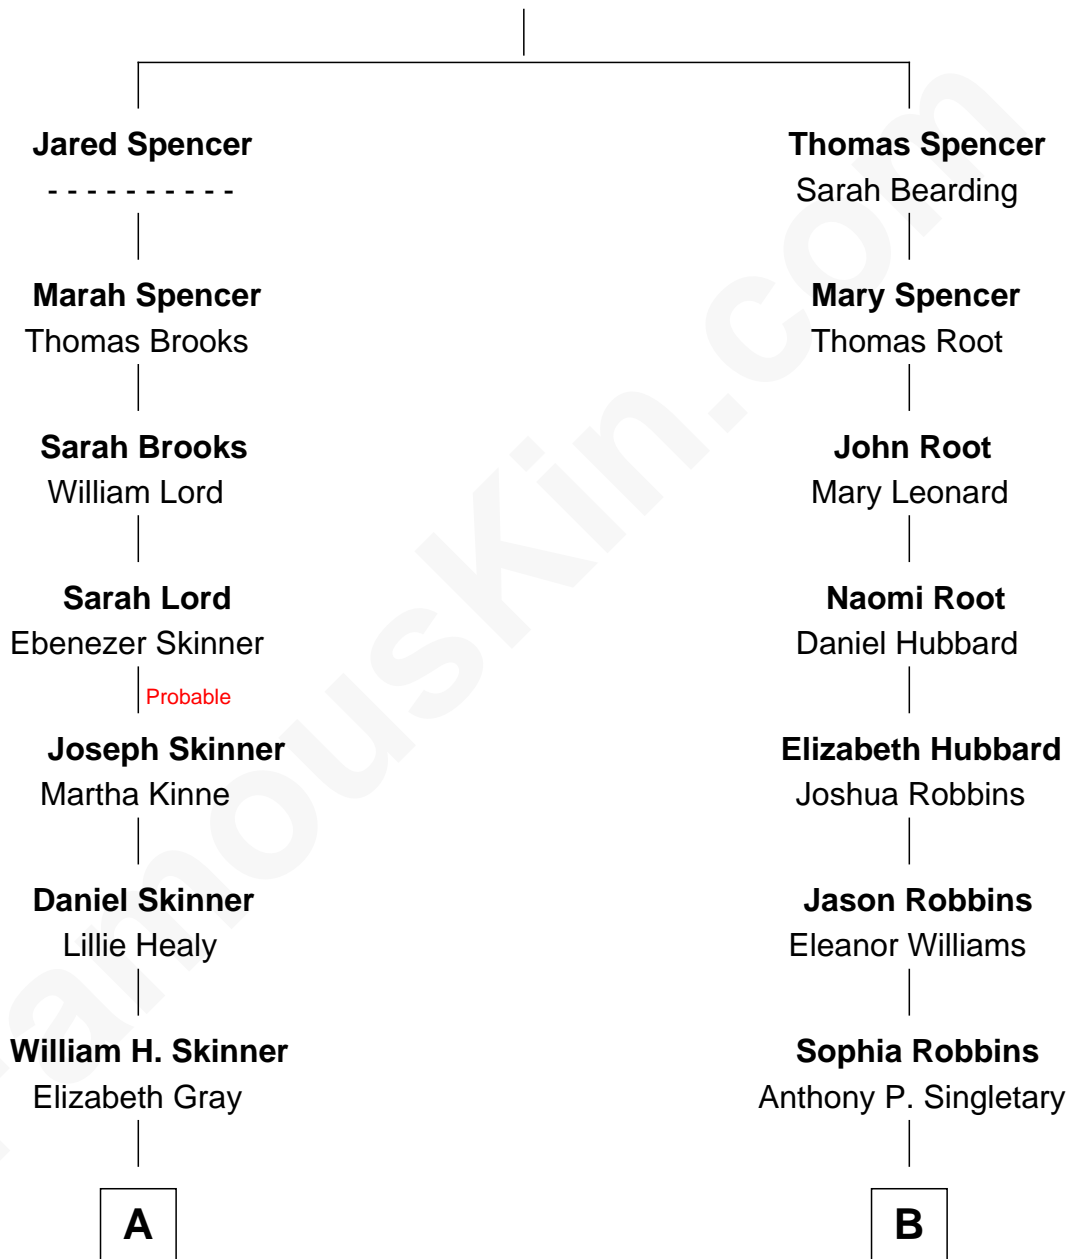 Jared Spencer
- - - - - - - - - -
Marah Spencer
Thomas Brooks
Sarah Brooks
William Lord
Sarah Lord
Ebenezer Skinner
Probable
Joseph Skinner
Martha Kinne
Daniel Skinner
Lillie Healy
William H. Skinner
Elizabeth Gray
A
Thomas Spencer
Sarah Bearding
Mary Spencer
Thomas Root
John Root
Mary Leonard
Naomi Root
Daniel Hubbard
Elizabeth Hubbard
Joshua Robbins
Jason Robbins
Eleanor Williams
Sophia Robbins
Anthony P. Singletary
B
FamousKin.com